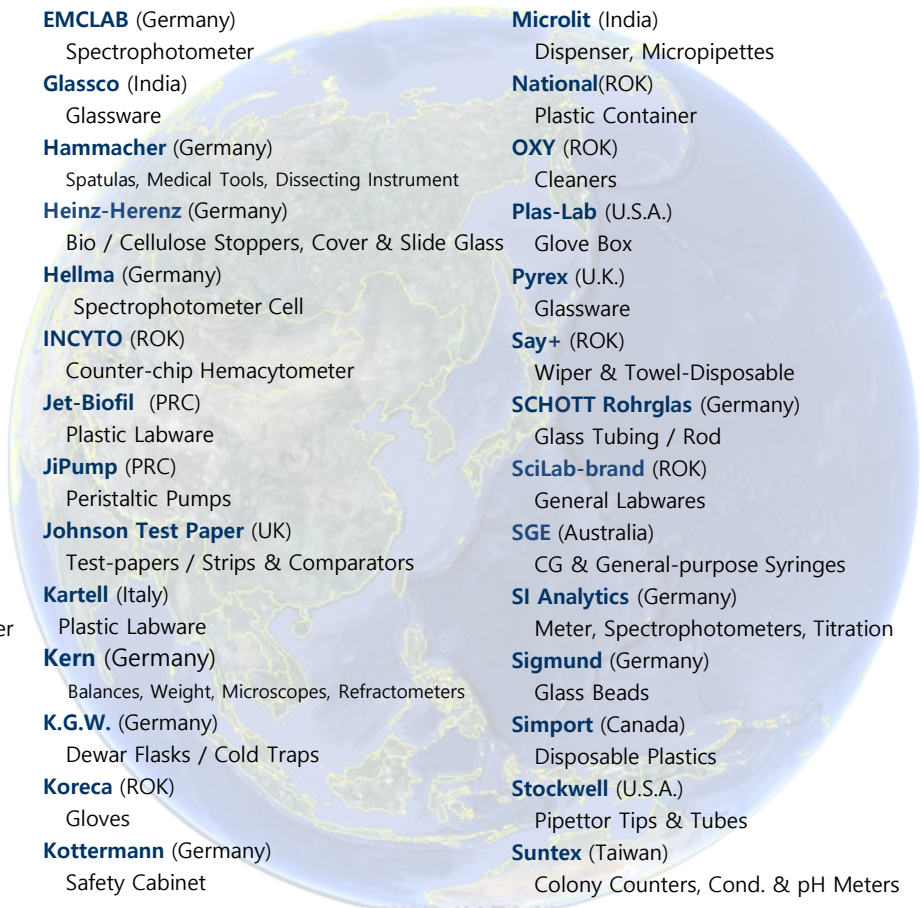 EMCLAB (Germany)
Spectrophotometer
Glassco (India)
Glassware
Hammacher (Germany)
Spatulas, Medical Tools, Dissecting Instrument
Heinz-Herenz (Germany)
Bio / Cellulose Stoppers, Cover & Slide Glass
Hellma (Germany)
Spectrophotometer Cell
INCYTO (ROK)
Counter-chip Hemacytometer
Jet-Biofil (PRC)
Plastic Labware
JiPump (PRC)
Peristaltic Pumps
Johnson Test Paper (UK)
Test-papers / Strips & Comparators
Kartell (Italy)
er
Plastic Labware
Kern (Germany)
Balances, Weight, Microscopes, Refractometers
K.G.W. (Germany)
Dewar Flasks / Cold Traps
Koreca (ROK)
Gloves
Kottermann (Germany)
Safety Cabinet
Microlit (India)
Dispenser, Micropipettes
National(ROK)
Plastic Container
OXY (ROK)
Cleaners
Plas-Lab (U.S.A.)
Glove Box
Pyrex (U.K.)
Glassware
Say+ (ROK)
Wiper & Towel-Disposable
SCHOTT Rohrglas (Germany)
Glass Tubing / Rod
SciLab-brand (ROK)
General Labwares
SGE (Australia)
CG & General-purpose Syringes
SI Analytics (Germany)
Meter, Spectrophotometers, Titration
Sigmund (Germany)
Glass Beads
Simport (Canada)
Disposable Plastics
Stockwell (U.S.A.)
Pipettor Tips & Tubes
Suntex (Taiwan)
Colony Counters, Cond. & pH Meters